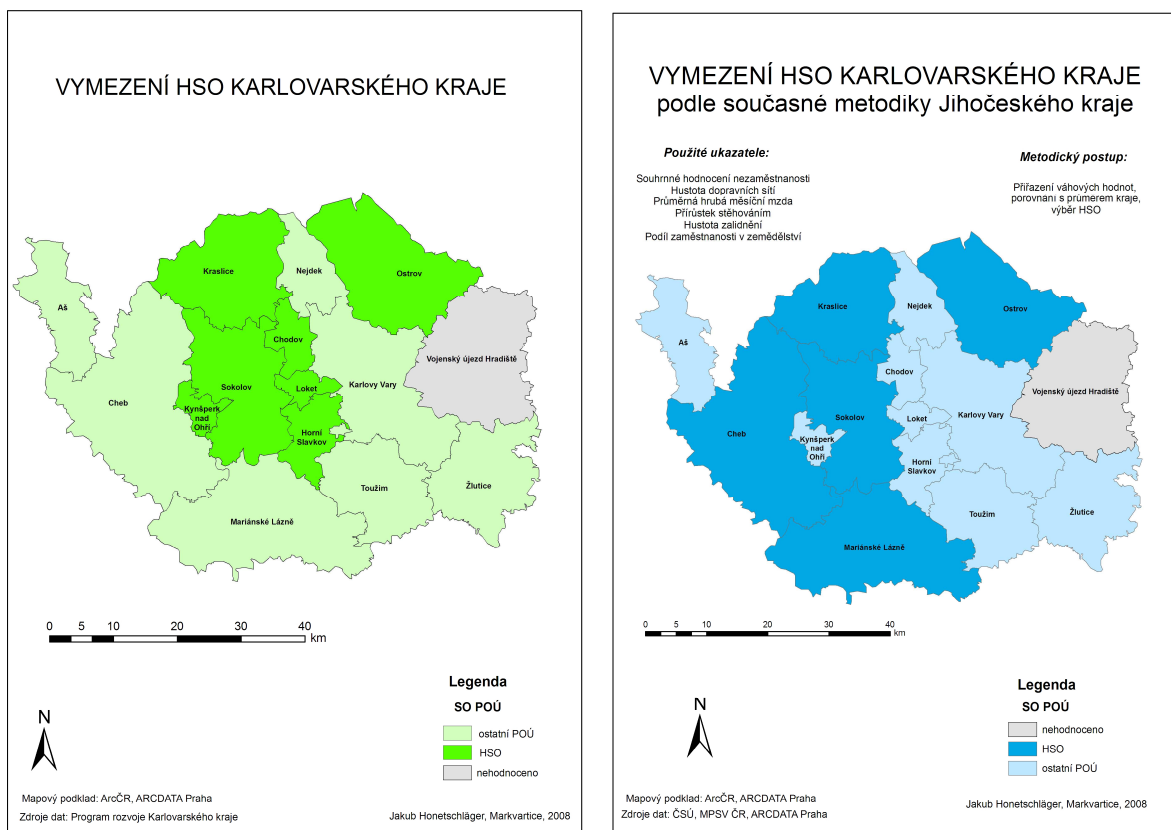 VYMEZENÍ HSO KARLOVARSKÉHO KRAJE
Kraslice
Nejdek
Ostrov
Aš
Chodov
Vojenský újezd Hradiště
Sokolov
Loket
Karlovy Vary
Cheb
Kynšperk
nad
Ohří
Horní
Slavkov
Toužim
Žlutice
Mariánské Lázně
0 5 10 20 30 40
km
Legenda
SO POÚ
N
ostatní POÚ
HSO
nehodnoceno
Mapový podklad: ArcČR, ARCDATA Praha
Zdroje dat: Program rozvoje Karlovarského kraje
Jakub Honetschläger, Markvartice, 2008
VYMEZENÍ HSO KARLOVARSKÉHO KRAJE
podle současné metodiky Jihočeského kraje
Použité ukazatele:
Souhrnné hodnocení nezaměstnanosti
Hustota dopravních sítí
Průměrná hrubá měsíční mzda
Přírůstek stěhováním
Hustota zalidnění
Podíl zaměstnanosti v zemědělství
Metodický postup:
Přiřazení váhových hodnot,
porovnani s průmerem kraje,
výběr HSO
Kraslice
Nejdek
Ostrov
Aš
Chodov
Vojenský újezd Hradiště
Sokolov
Loket
Karlovy Vary
Cheb
Kynšperk
nad
Ohří
Horní
Slavkov
Toužim
Žlutice
Mariánské Lázně
0 5 10 20 30 40
km
Legenda
SO POÚ
N
nehodnoceno
HSO
ostatní POÚ
Mapový podklad: ArcČR, ARCDATA Praha
Zdroje dat: ČSÚ, MPSV ČR, ARCDATA Praha
Jakub Honetschläger, Markvartice, 2008